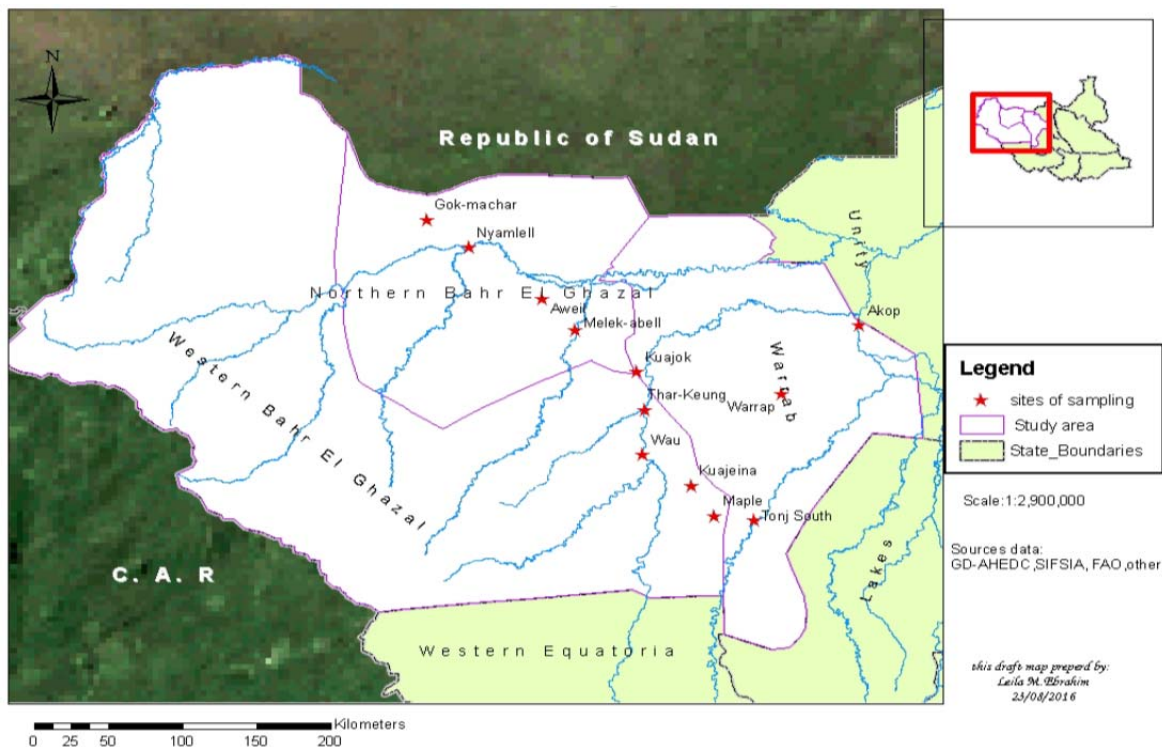 N
Republic of Sudan
Gok-machar
Nyamlell
Unity
Northern Bahr El Ghazal
Aweil
Melek-abell
Akop
Western Bahr El Ghazal
Kuajok
Warrab
Thar-Keung
Warrap
Wau
Kuajeina
Maple
Tonj South
C. A. R
Lakes
Western Equatoria
Legend
sites of sampling
Study area
State_Boundaries
Scale:1:2,900,000
Sources data:
GD-AHEDC ,SIFSIA, FAO ,other
this draft map preperd by:
Leila M. Ebrahim
23/08/2016
Kilometers
0 25 50 100 150 200